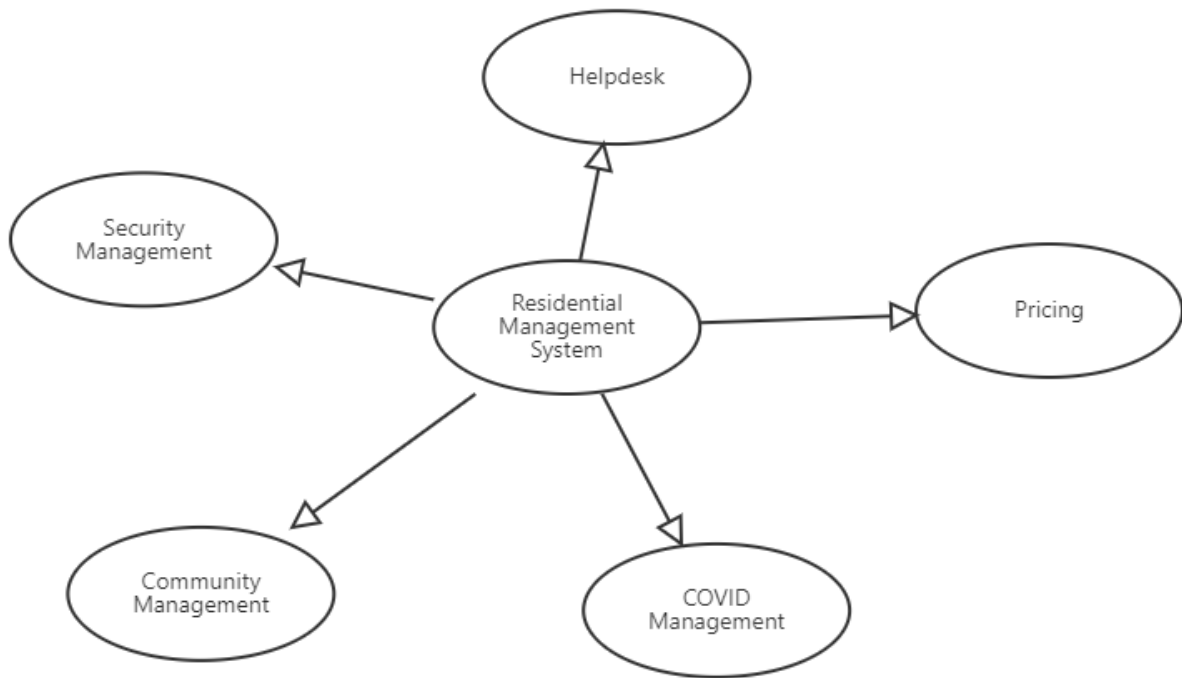 Helpdesk
Security
Management
Residential
Management
System
Pricing
Community
Management
COVID
Management